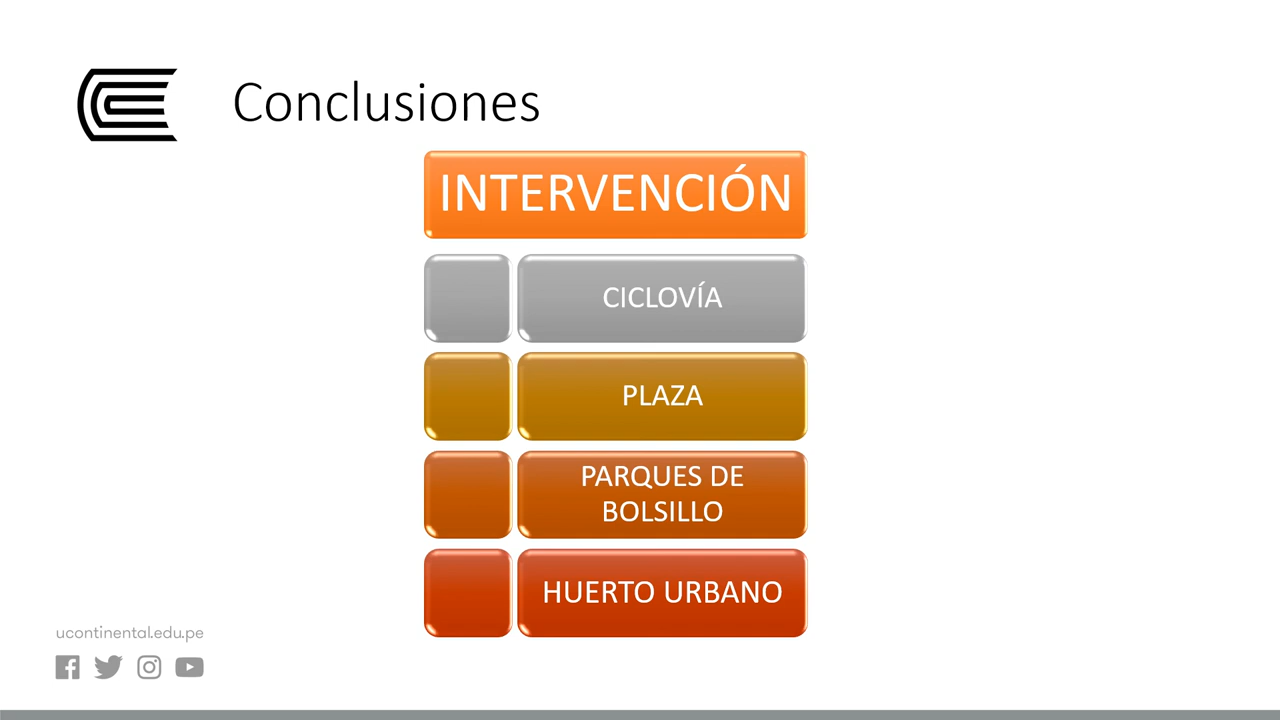 Conclusiones
INTERVENCIÓN
CICLOVÍA
PLAZA
PARQUES DE
BOLSILLO
HUERTO URBANO
ucontinental.edu.pe